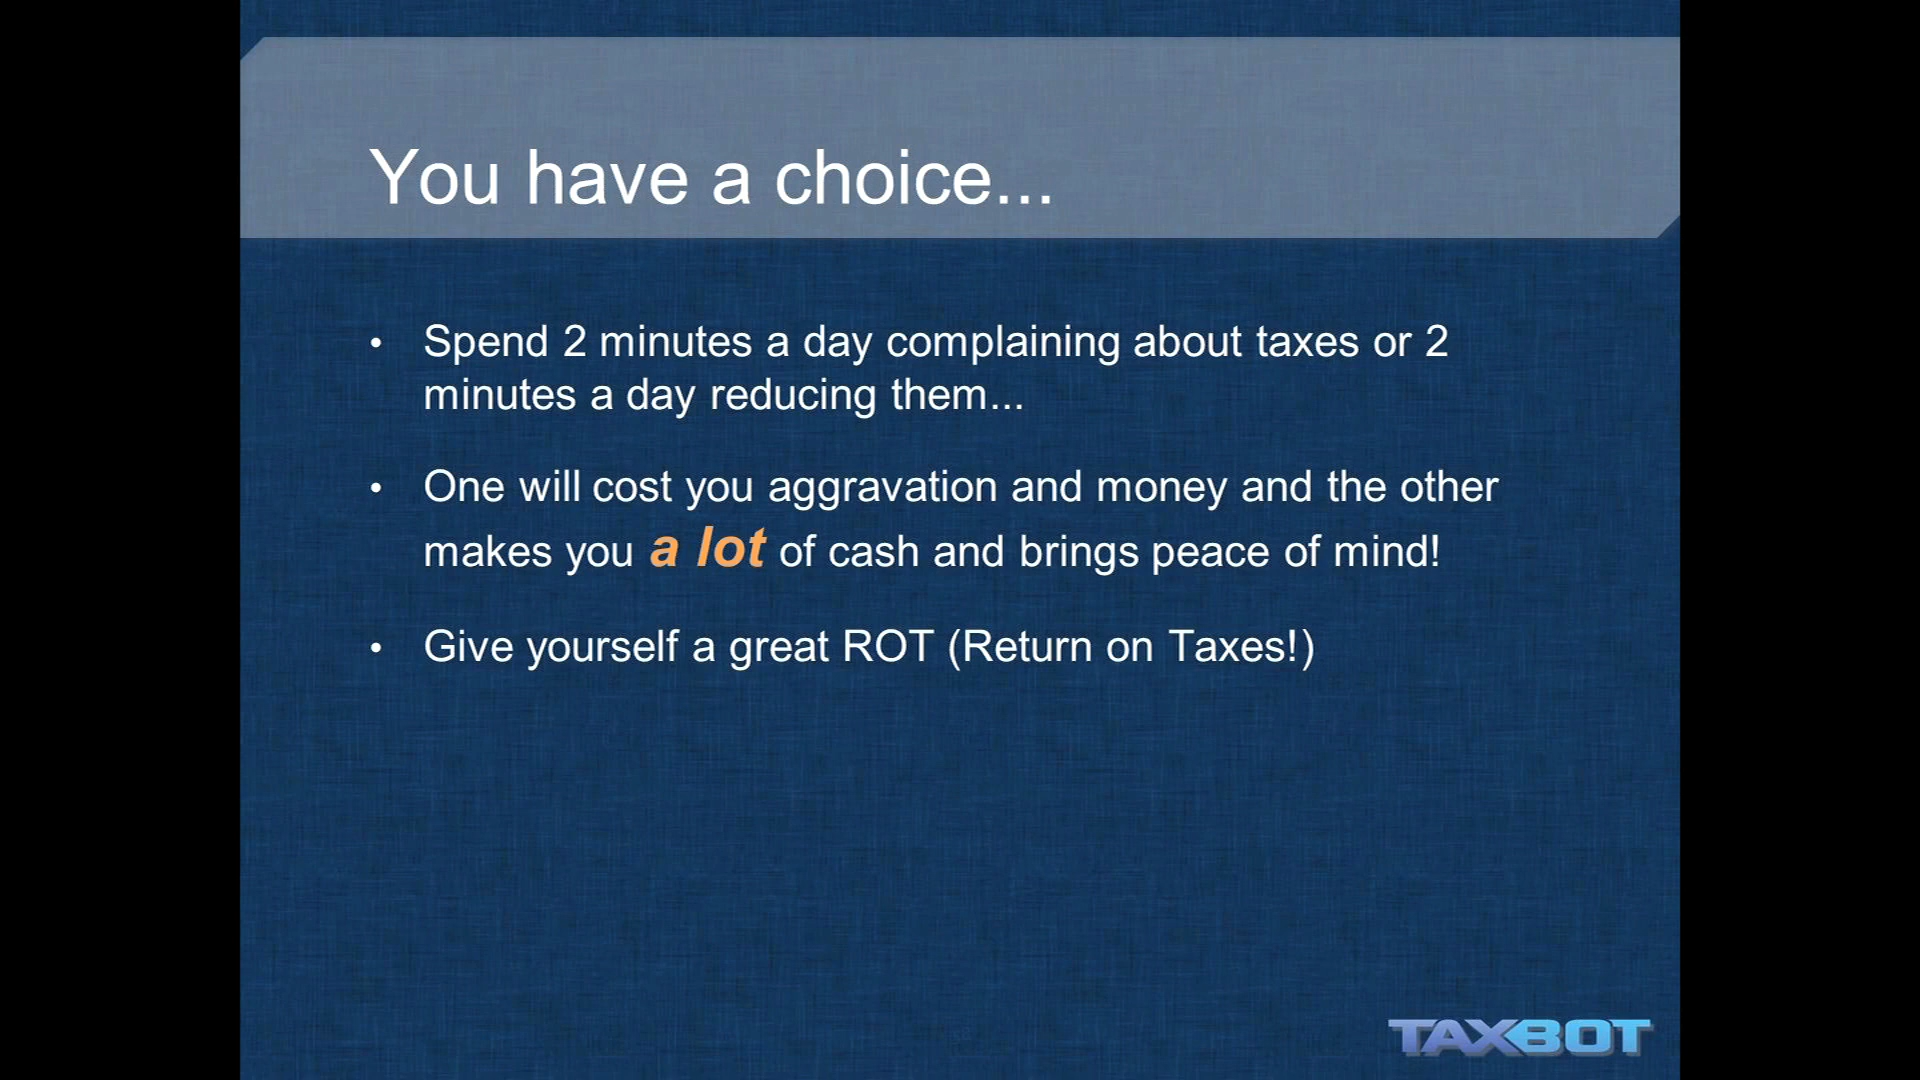 You have a choice...
• Spend 2 minutes a day complaining about taxes or 2
minutes a day reducing them...
• One will cost you aggravation and money and the other
makes you a lot of cash and brings peace of mind!
• Give yourself a great ROT (Return on Taxes!)
TAXBOT